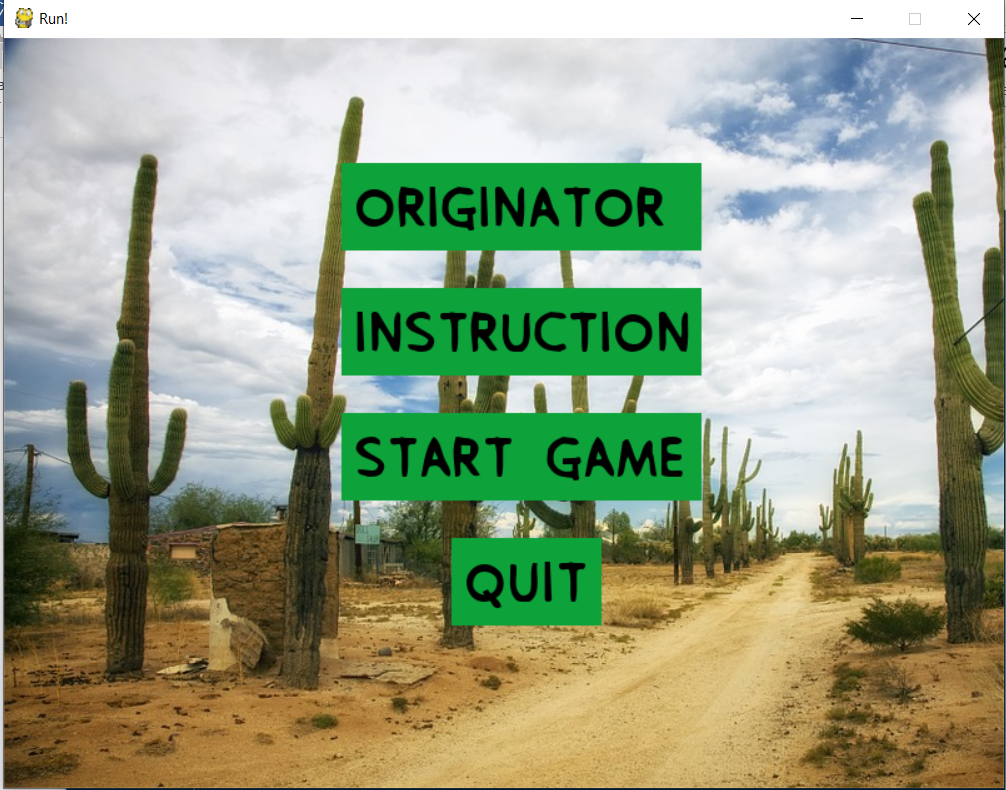 Run!
ORIGINATOR
INSTRUCTION
START GAME
QUIT